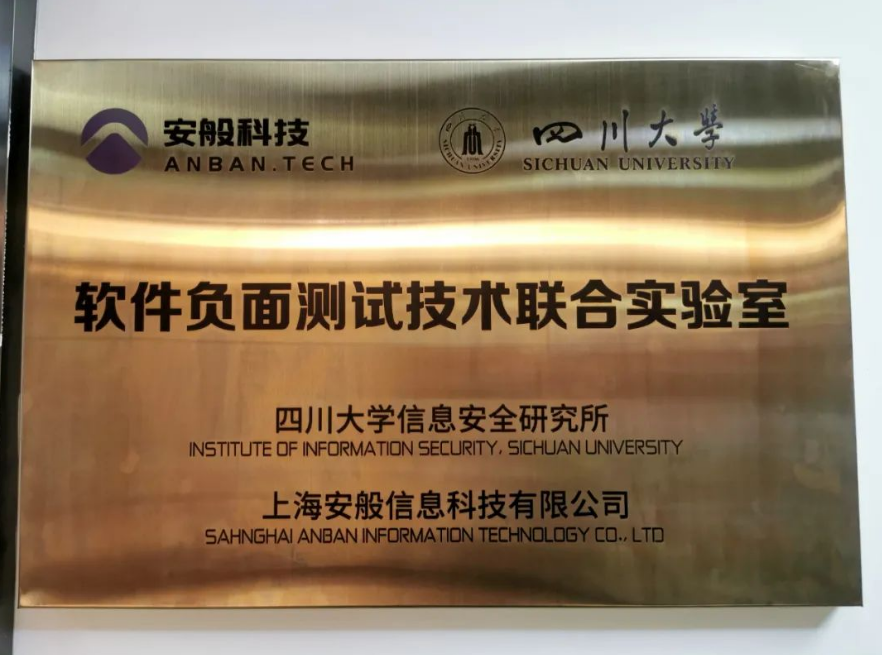 安般科技
ANBAN.TECH
四川大學
SICHUAN UNIVERSITY
软件负面测试技术联合实验室
四川大学信息安全研究所
INSTITUTE OF INFORMATION SECURITY, SICHUAN UNIVERSITY
上海安般信息科技有限公司
SAHNGHAI ANBAN INFORMATION TECHNOLOGY CO., LTD